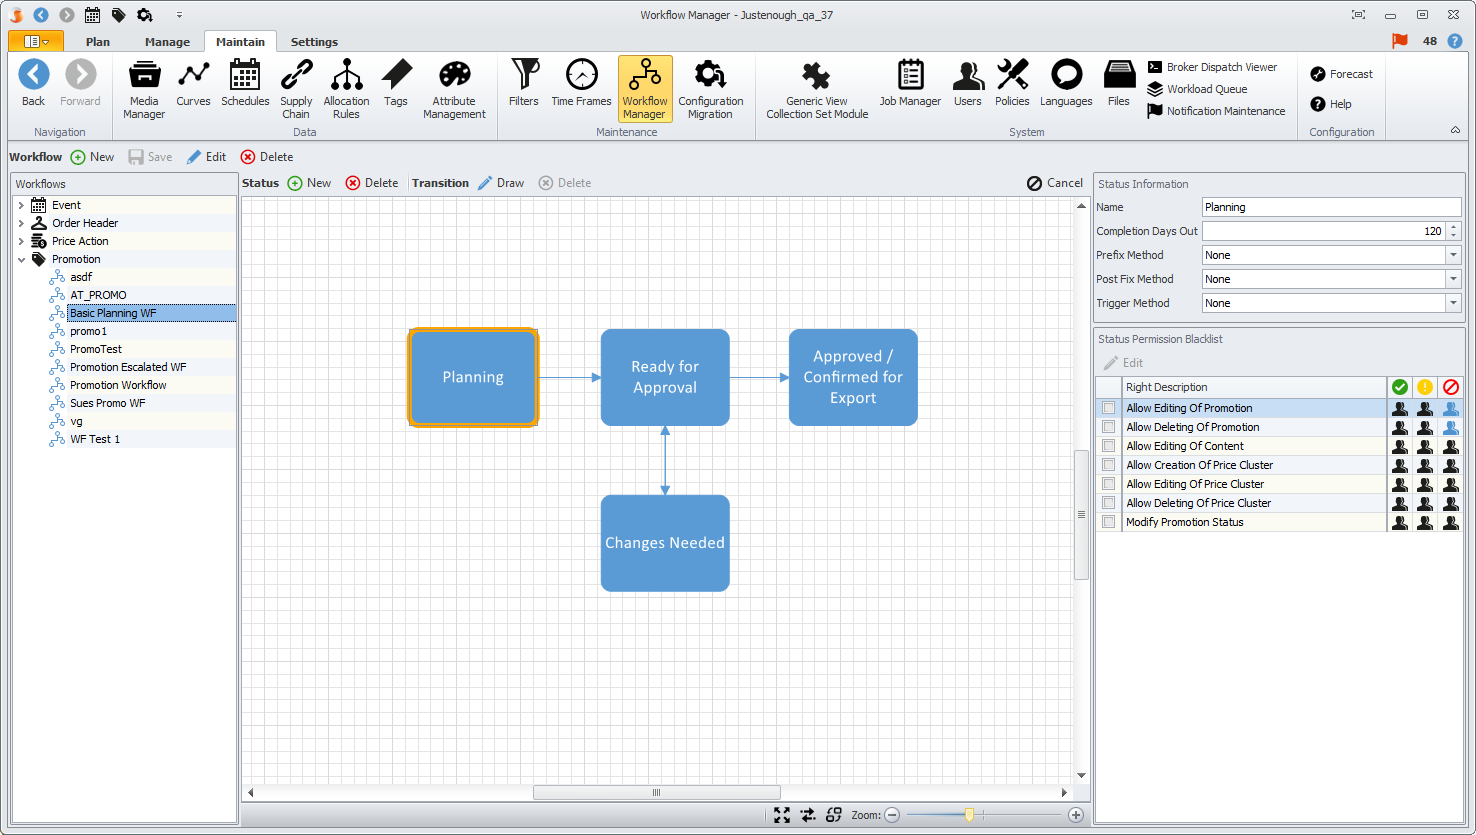 Workflow Manager - Justenough_qa_37
Plan
Manage
Maintain
Settings
48
Back
Forward
Navigation
Media
Manager
Curves
Schedules
Supply
Chain
Allocation
Rules
Tags
Attribute
Management
Data
Filters
Time Frames
Workflow
Manager
Configuration
Migration
Maintenance
Generic View
Collection Set Module
Job Manager
Users
Policies
Languages
Files
Broker Dispatch Viewer
Workload Queue
Notification Maintenance
System
Forecast
Help
Configuration
Workflow New Save Edit Delete
Workflows
Event
Order Header
Price Action
Promotion
asdf
AT_PROMO
Basic Planning WF
promo1
PromoTest
Promotion Escalated WF
Promotion Workflow
Sues Promo WF
vg
WF Test 1
Status New Delete Transition Draw Delete Cancel
Planning
Ready for
Approval
Approved /
Confirmed for
Export
Changes Needed
Zoom:
Status Information
Name Planning
Completion Days Out 120
Prefix Method None
Post Fix Method None
Trigger Method None
Status Permission Blacklist
Edit
Right Description
Allow Editing Of Promotion
Allow Deleting Of Promotion
Allow Editing Of Content
Allow Creation Of Price Cluster
Allow Editing Of Price Cluster
Allow Deleting Of Price Cluster
Modify Promotion Status